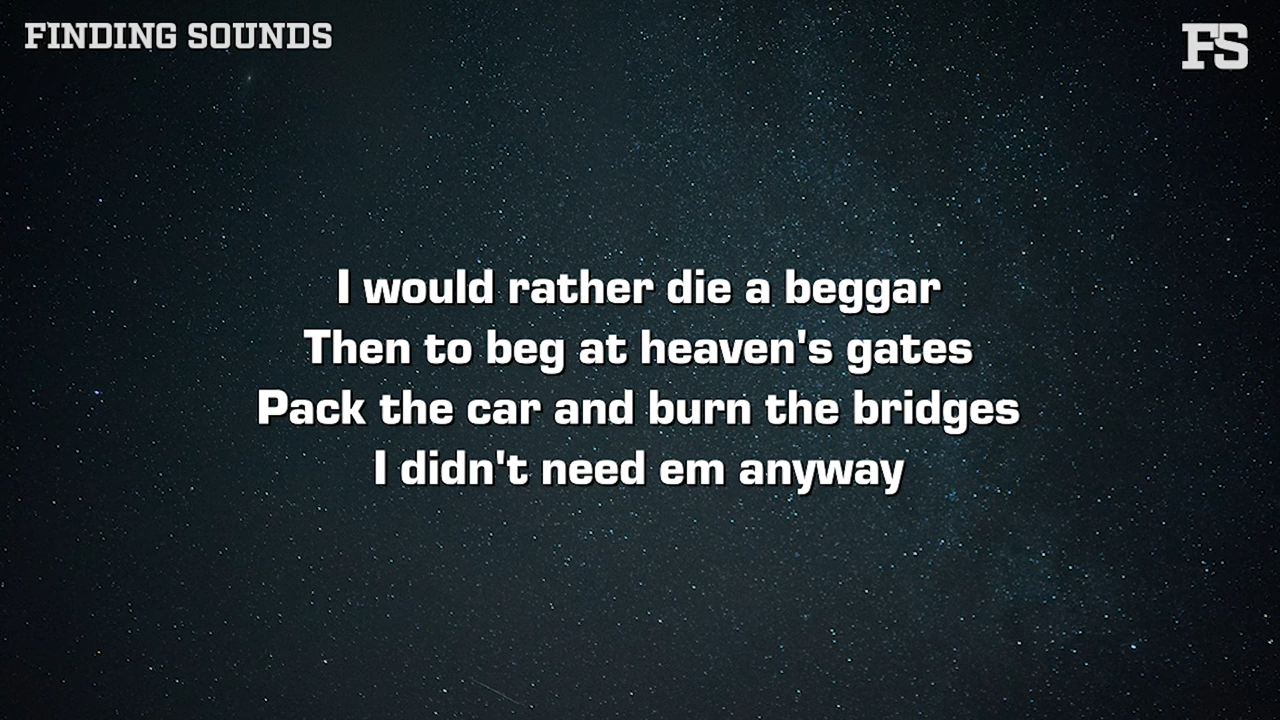 FINDING SOUNDS
FS
I would rather die a beggar
Then to beg at heaven's gates
Pack the car and burn the bridges
I didn't need em anyway